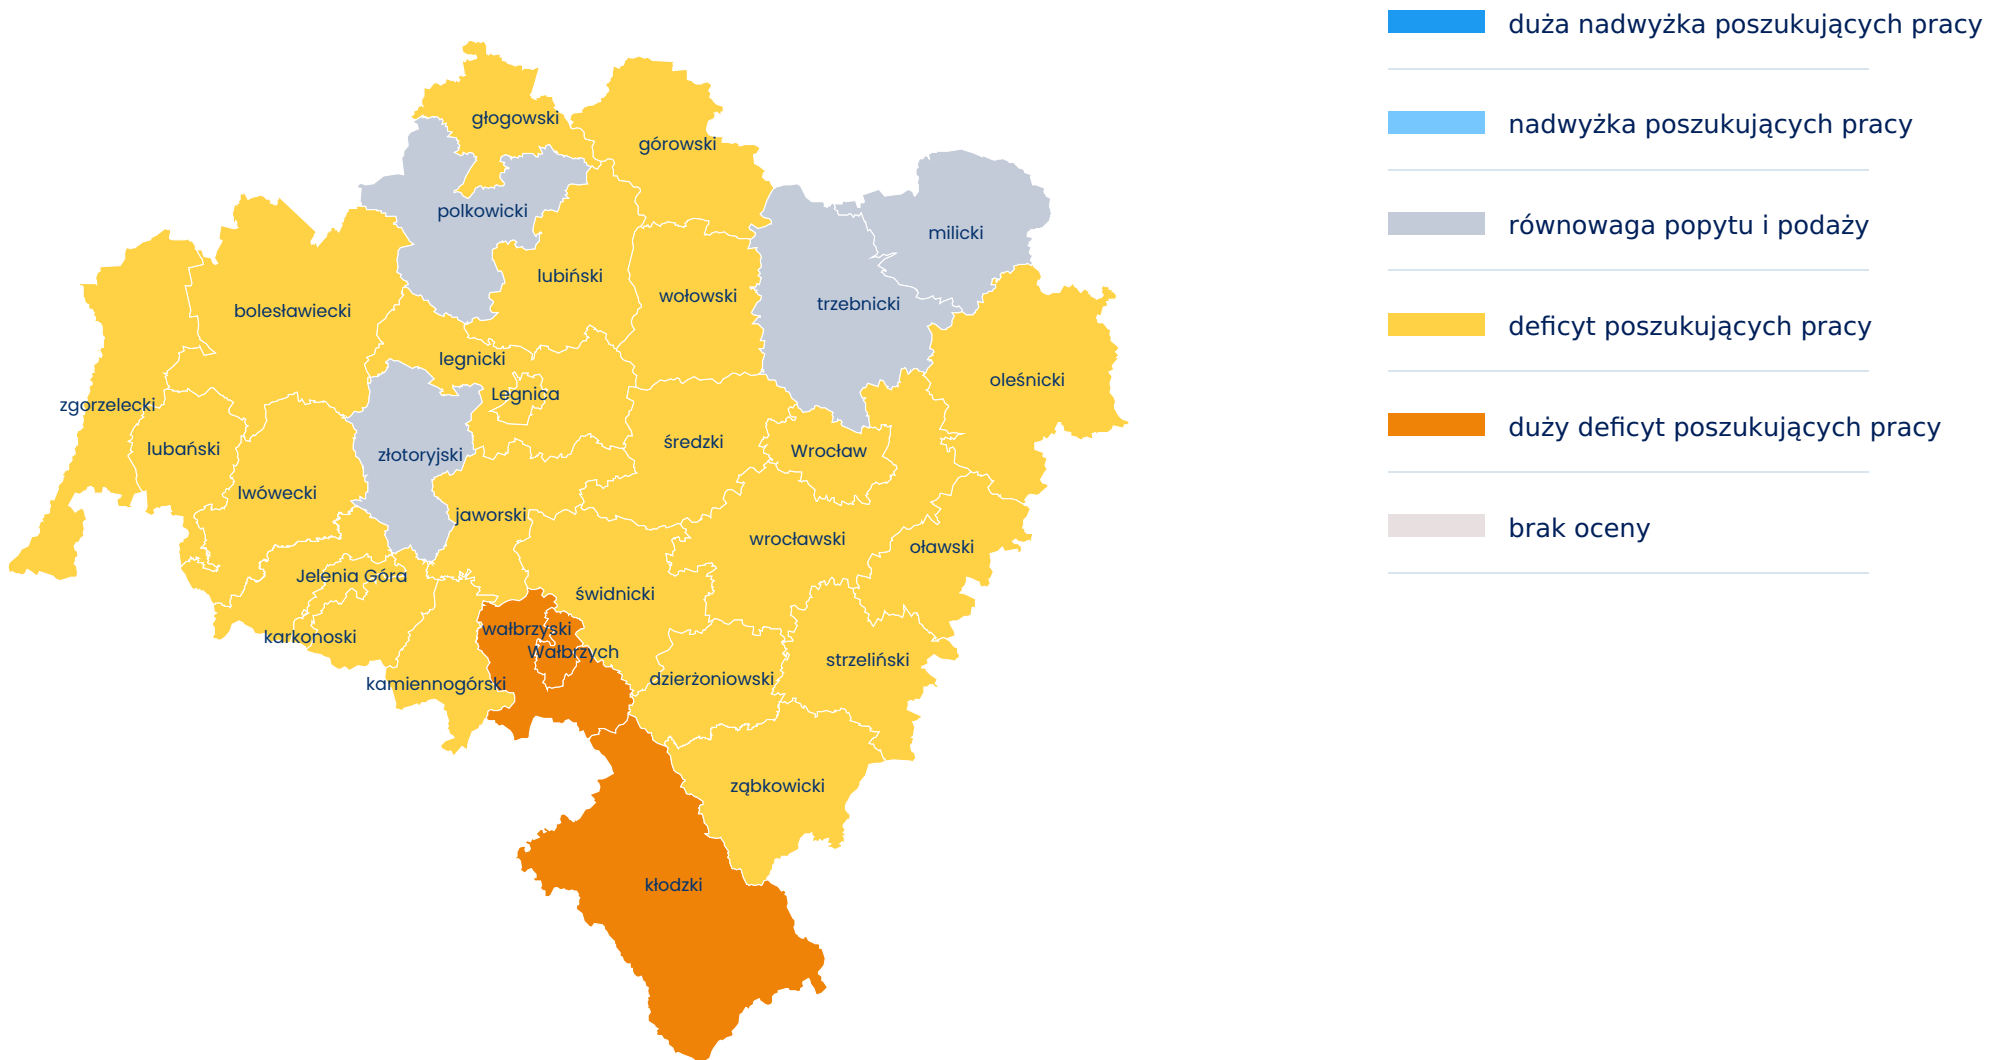 głogowski
górowski
polkowicki
milicki
lubiński
wołowski
trzebnicki
bolesławiecki
legnicki
Legnica
oleśnicki
zgorzelecki
lubański
średzki
Wrocław
złotoryjski
lwówecki
jaworski
wrocławski
oławski
Jelenia Góra
świdnicki
karkonoski
wałbrzyski
Wałbrzych
strzeliński
kamiennogórski
dzierżoniowski
ząbkowicki
kłodzki
duża nadwyżka poszukujących pracy
nadwyżka poszukujących pracy
równowaga popytu i podaży
deficyt poszukujących pracy
duży deficyt poszukujących pracy
brak oceny